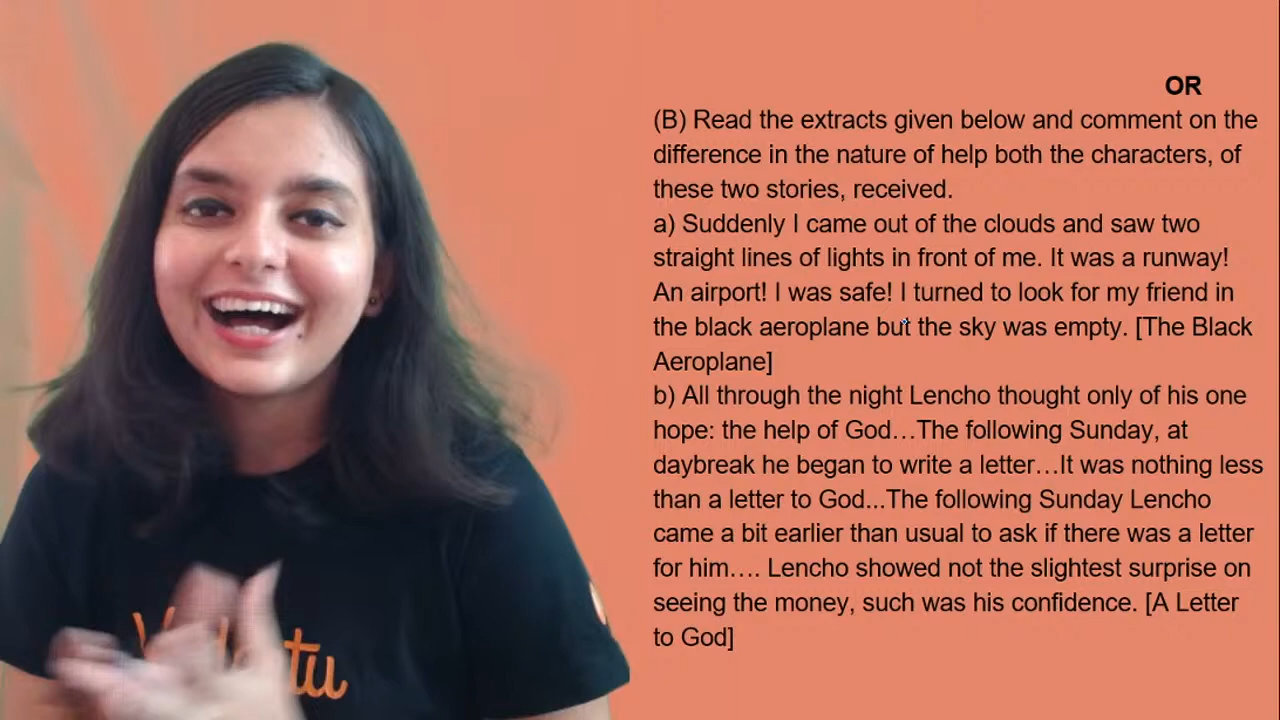 OR
(B) Read the extracts given below and comment on the
difference in the nature of help both the characters, of
these two stories, received.
a) Suddenly I came out of the clouds and saw two
straight lines of lights in front of me. It was a runway!
An airport! I was safe! I turned to look for my friend in
the black aeroplane but the sky was empty. [The Black
Aeroplane]
b) All through the night Lencho thought only of his one
hope: the help of God…The following Sunday, at
daybreak he began to write a letter…It was nothing less
than a letter to God...The following Sunday Lencho
came a bit earlier than usual to ask if there was a letter
for him…. Lencho showed not the slightest surprise on
seeing the money, such was his confidence. [A Letter
to God]